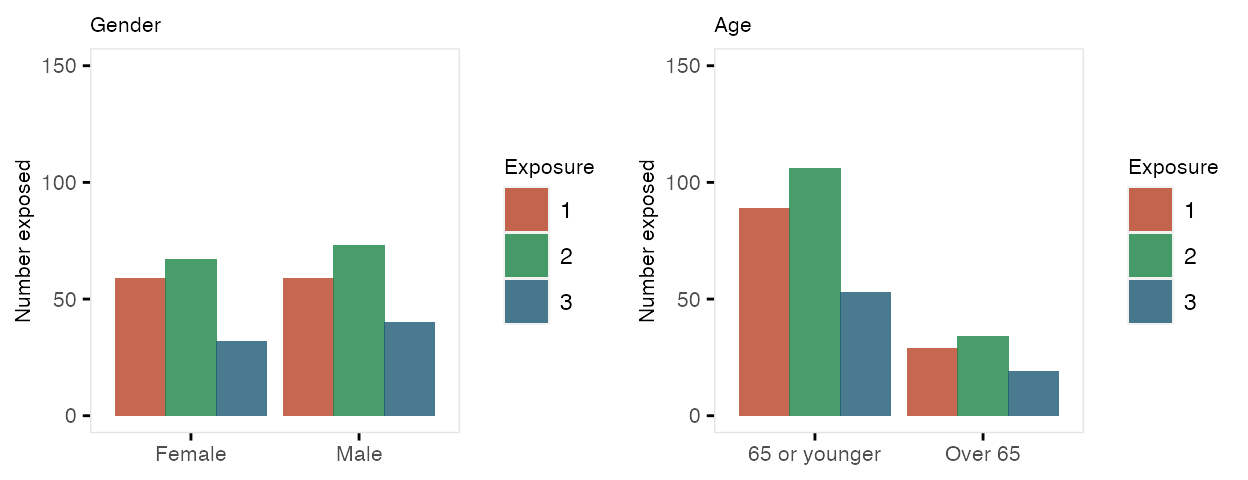 Gender
Number exposed
150
100
50
0
Female Male
Exposure
1
2
3
Age
Number exposed
150
100
50
0
65 or younger Over 65
Exposure
1
2
3